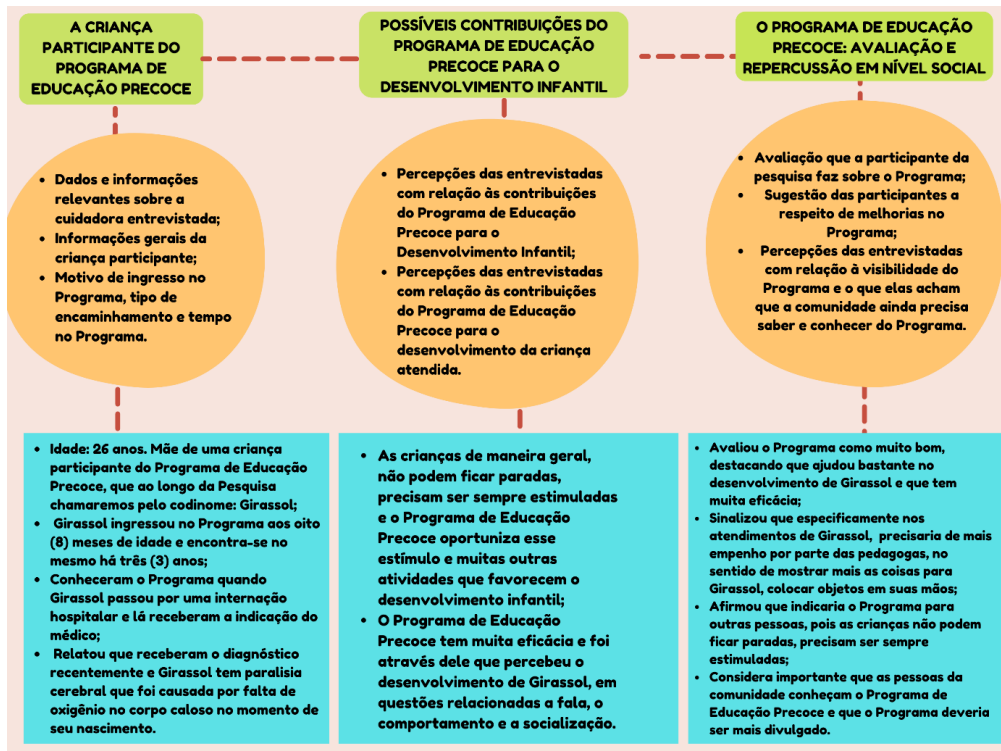 A CRIANÇA
PARTICIPANTE DO
PROGRAMA DE
EDUCAÇÃO PRECOCE
POSSÍVEIS CONTRIBUIÇÕES DO
PROGRAMA DE EDUCAÇÃO
PRECOCE PARA O
DESENVOLVIMENTO INFANTIL
O PROGRAMA DE EDUCAÇÃO
PRECOCE: AVALIAÇÃO E
REPERCUSSÃO EM NÍVEL SOCIAL
• Dados e informações
relevantes sobre a
cuidadora entrevistada;
• Informações gerais da
criança participante;
• Motivo de ingresso no
Programa, tipo de
encaminhamento e tempo
no Programa.
• Percepções das entrevistadas
com relação às contribuições
do Programa de Educação
Precoce para o
Desenvolvimento Infantil;
• Percepções das entrevistadas
com relação às contribuições
do Programa de Educação
Precoce para o
desenvolvimento da criança
atendida.
• Avaliação que a participante da
pesquisa faz sobre o Programa;
• Sugestão das participantes a
respeito de melhorias no
Programa;
• Percepções das entrevistadas
com relação à visibilidade do
Programa e o que elas acham
que a comunidade ainda precisa
saber e conhecer do Programa.
• Idade: 26 anos. Mãe de uma criança
participante do Programa de Educação
Precoce, que ao longo da Pesquisa
chamaremos pelo codinome: Girassol;
• Girassol ingressou no Programa aos oito
(8) meses de idade e encontra-se no
mesmo há três (3) anos;
• Conheceram o Programa quando
Girassol passou por uma internação
hospitalar e lá receberam a indicação do
médico;
• Relatou que receberam o diagnóstico
recentemente e Girassol tem paralisia
cerebral que foi causada por falta de
oxigênio no corpo caloso no momento de
seu nascimento.
• As crianças de maneira geral,
não podem ficar paradas,
precisam ser sempre estimuladas
e o Programa de Educação
Precoce oportuniza esse
estímulo e muitas outras
atividades que favorecem o
desenvolvimento infantil;
• O Programa de Educação
Precoce tem muita eficácia e foi
através dele que percebeu o
desenvolvimento de Girassol, em
questões relacionadas a fala, o
comportamento e a socialização.
• Avaliou o Programa como muito bom,
destacando que ajudou bastante no
desenvolvimento de Girassol e que tem
muita eficácia;
• Sinalizou que especificamente nos
atendimentos de Girassol, precisaria de mais
empenho por parte das pedagogas, no
sentido de mostrar mais as coisas para
Girassol, colocar objetos em suas mãos;
• Afirmou que indicaria o Programa para
outras pessoas, pois as crianças não podem
ficar paradas, precisam ser sempre
estimuladas;
• Considera importante que as pessoas da
comunidade conheçam o Programa de
Educação Precoce e que o Programa deveria
ser mais divulgado.